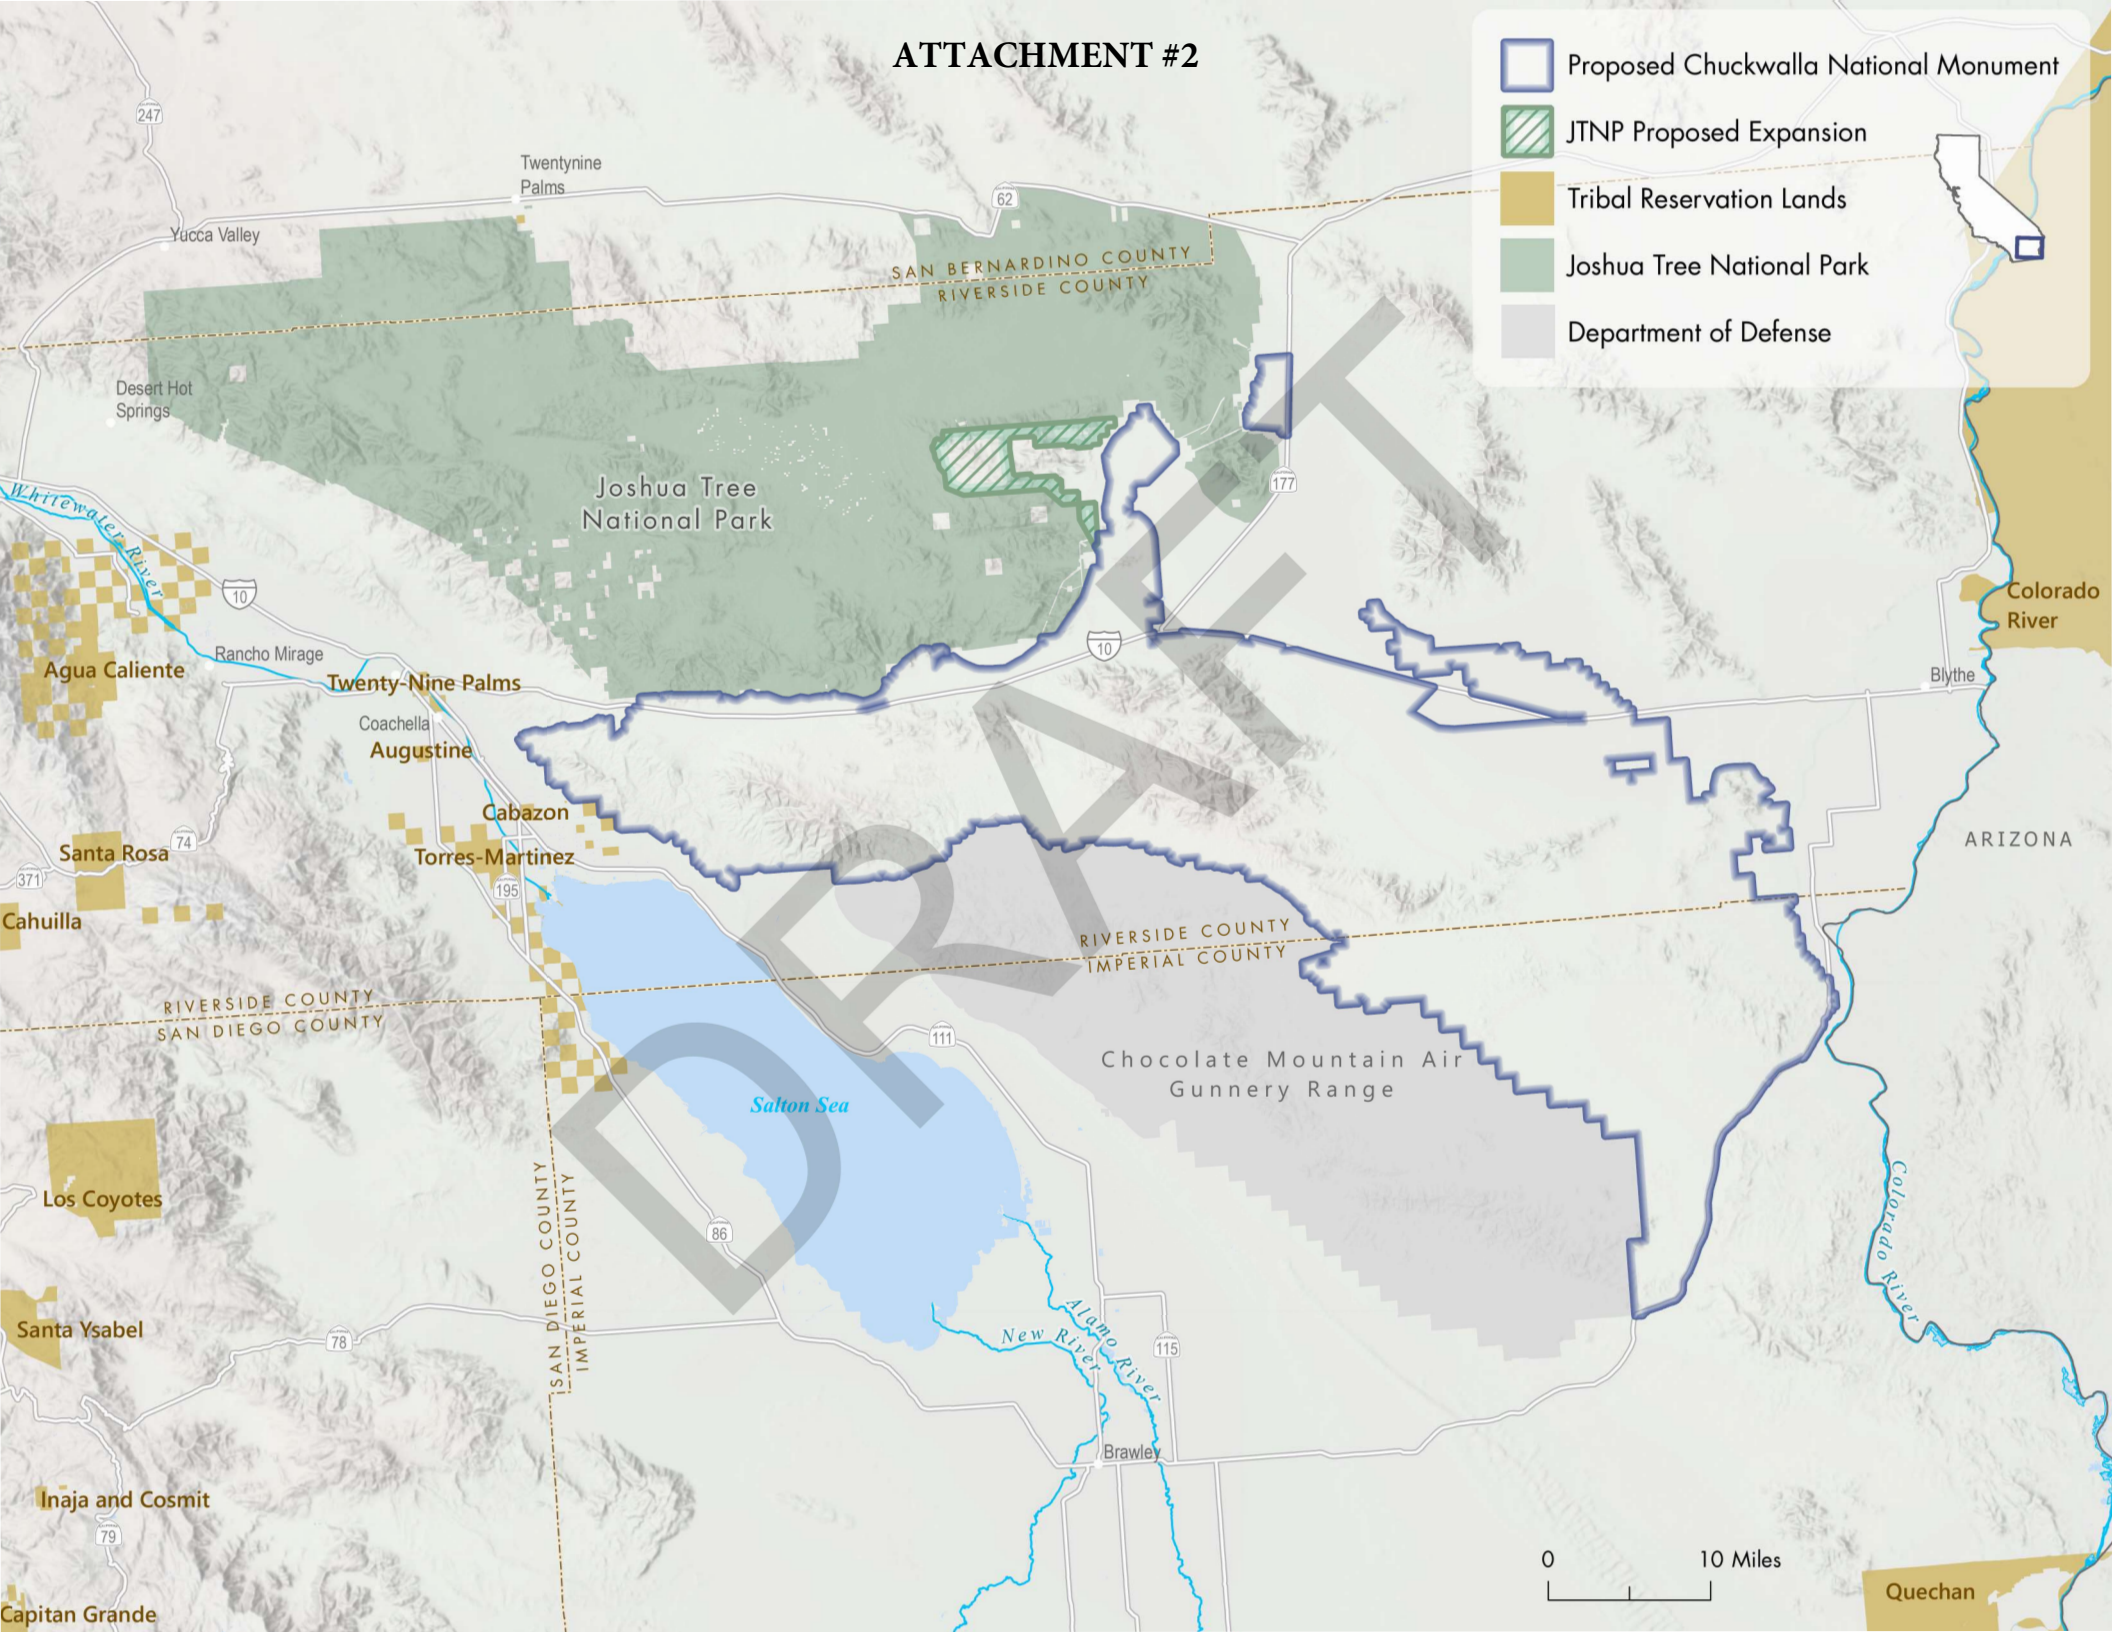 ATTACHMENT #2
Proposed Chuckwalla National Monument
JTNP Proposed Expansion
Tribal Reservation Lands
Joshua Tree National Park
Department of Defense
247
Twentynine
Palms
62
Yucca Valley
SAN BERNARDINO COUNTY
RIVERSIDE COUNTY
Desert Hot
Springs
Joshua Tree
National Park
177
Whitewater River
10
Colorado
River
Rancho Mirage
10
Agua Caliente
Twenty-Nine Palms
Blythe
Coachella
Augustine
Cabazon
ARIZONA
74
Santa Rosa
Torres-Martinez
371
195
Cahuilla
RIVERSIDE COUNTY
IMPERIAL COUNTY
RIVERSIDE COUNTY
SAN DIEGO COUNTY
111
Chocolate Mountain Air
Gunnery Range
Salton Sea
DRAFT
Los Coyotes
SAN DIEGO COUNTY
IMPERIAL COUNTY
86
Colorado River
Santa Ysabel
78
New River
Alamo River
115
Brawley
Inaja and Cosmit
79
0 10 Miles
Quechan
Capitan Grande